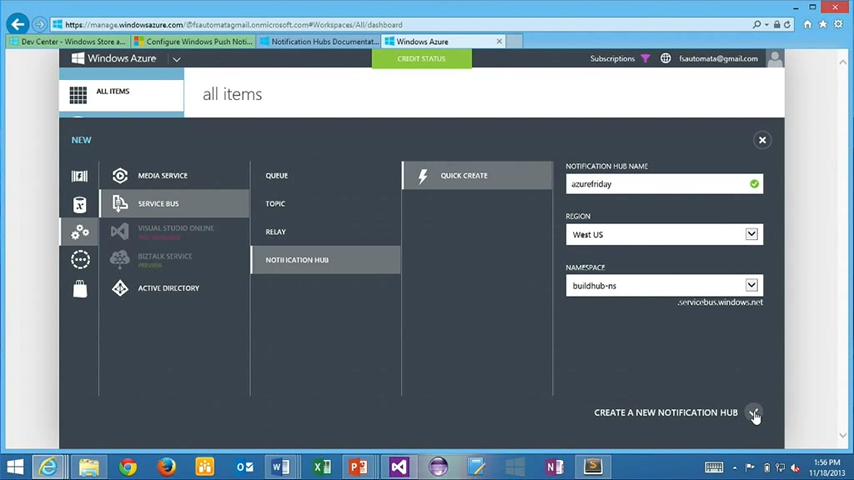 https://manage.windowsazure.com/@fsautomatagmail.onmicrosoft.com#Workspaces/All/dashboard
Dev Center - Windows Store a...
Configure Windows Push Noti...
Notification Hubs Documentat...
Windows Azure
Windows Azure
CREDIT STATUS
Subscriptions
fsautomata@gmail.com
ALL ITEMS
all items
NEW
MEDIA SERVICE
SERVICE BUS
VISUAL STUDIO ONLINE
BIZTALK SERVICE
PREVIEW
ACTIVE DIRECTORY
QUEUE
TOPIC
RELAY
NOTIFICATION HUB
QUICK CREATE
NOTIFICATION HUB NAME
azurefriday
REGION
West US
NAMESPACE
buildhub-ns
.servicebus.windows.net
CREATE A NEW NOTIFICATION HUB
1:56 PM
11/18/2013